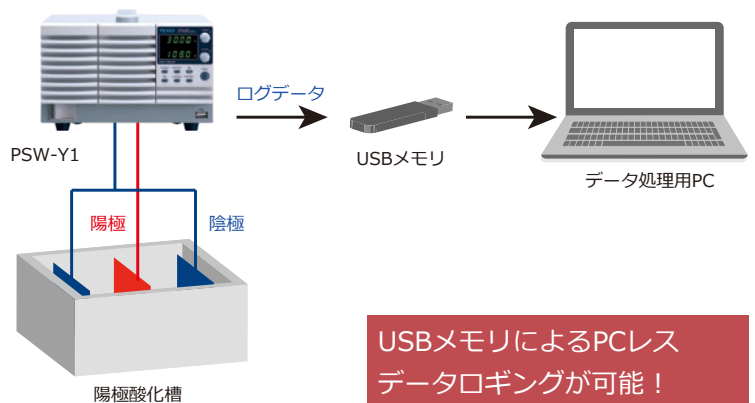 3000
1080
PSW-Y1
ログデータ
USBメモリ
データ処理用PC
陽極
陰極
陽極酸化槽
USBメモリによるPCレス
データロギングが可能！